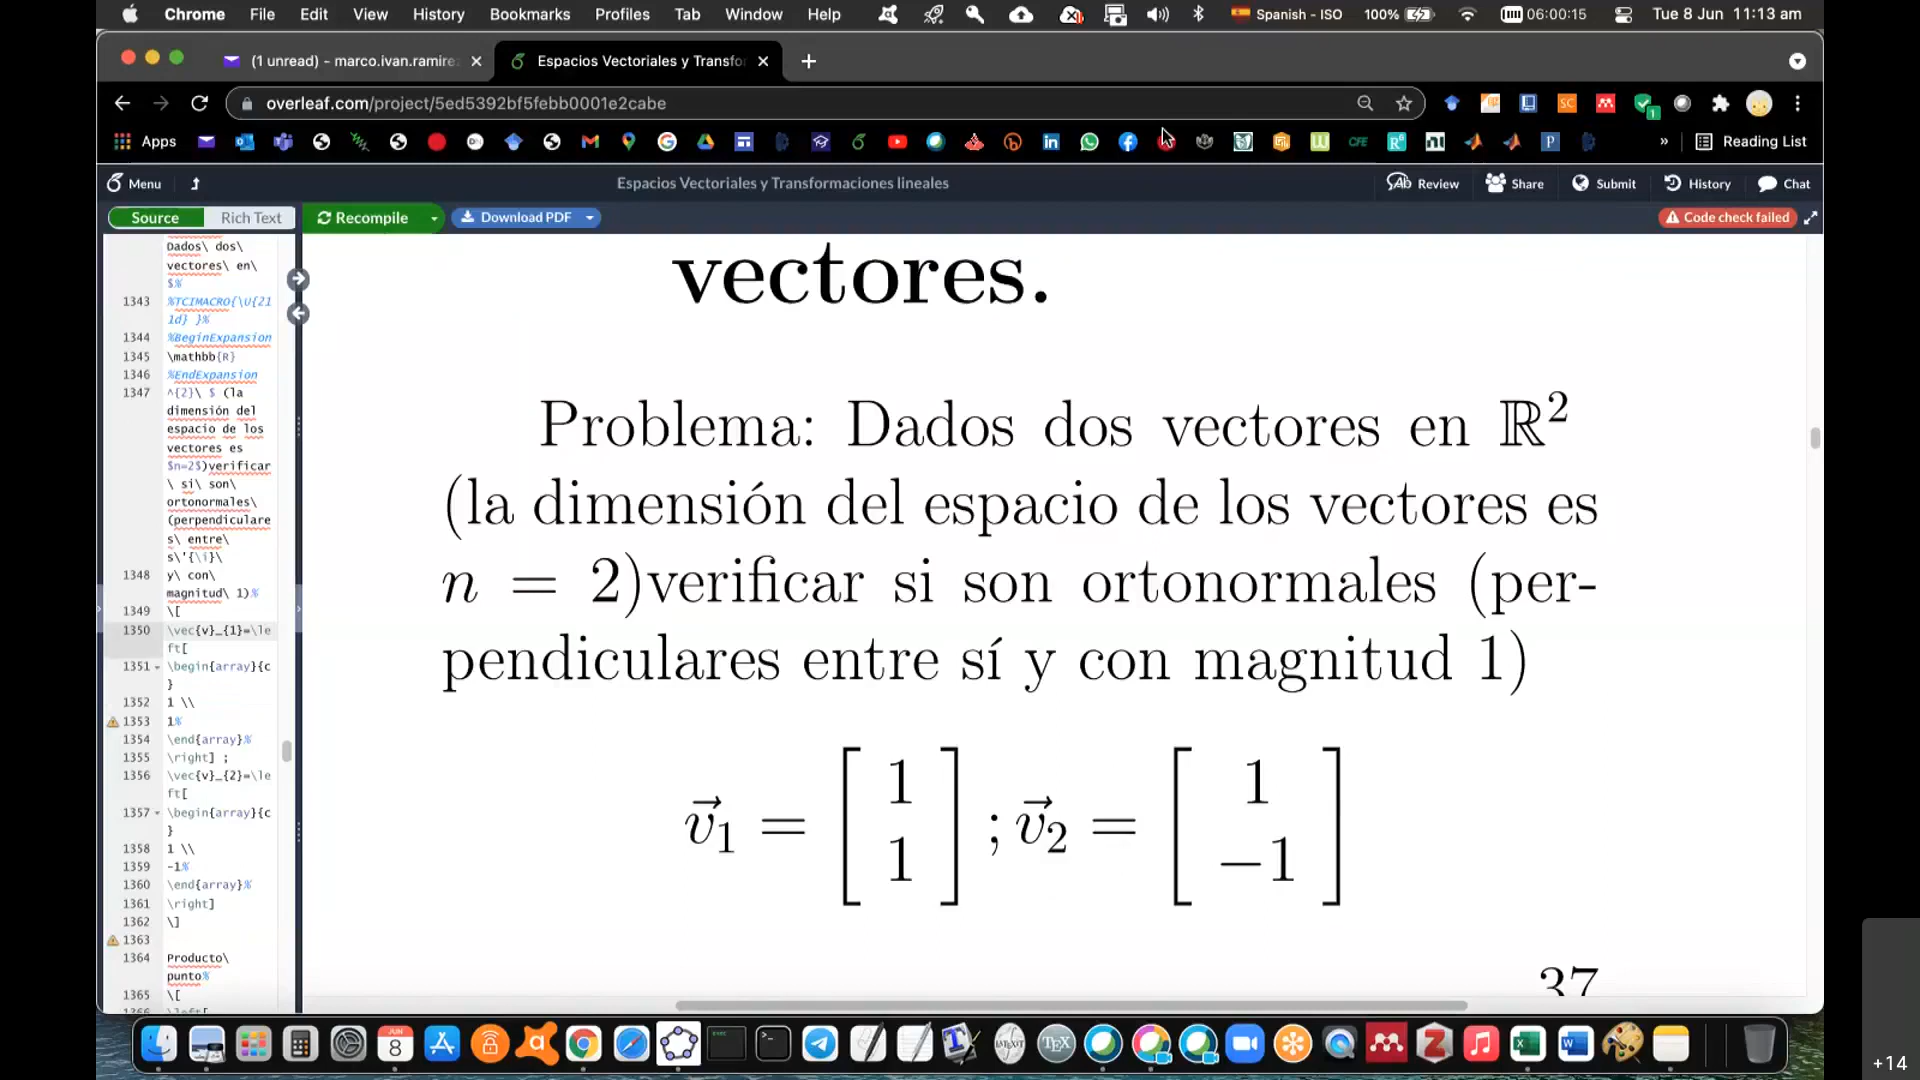 Chrome File Edit View History Bookmarks Profiles Tab Window Help Spanish - ISO 100% 06:00:15 Tue 8 Jun 11:13 am
(1 unread) - marco.ivan.ramire Espacios Vectoriales y Transfo
overleaf.com/project/5ed5392bf5febb0001e2cabe
Apps Reading List
Menu Espacios Vectoriales y Transformaciones lineales Review Share Submit History Chat
Source Rich Text Recompile Download PDF Code check failed
Dados\ dos\
vectores\ en\
$%
1343 %TCIMACRO{\U{21
1d} }%
1344 %BeginExpansion
1345 \mathbb{R}
1346 %EndExpansion
1347 ^{2}\ $ (la
dimensión del
espacio de los
vectores es
$n=2$)verificar
\ si\ son\
ortonormales\
(perpendiculare
s\ entre\
s\'{\i}\
1348 y\ con\
magnitud\ 1)%
1349 \[
1350 \vec{v}_{1}=\le
ft[
1351 \begin{array}{c
}
1352 1 \\
1353 1%
1354 \end{array}%
1355 \right] ;
1356 \vec{v}_{2}=\le
ft[
1357 \begin{array}{c
}
1358 1 \\
1359 -1%
1360 \end{array}%
1361 \right]
1362 \]
1363
1364 Producto\
punto%
1365 \[
vectores.
Problema: Dados dos vectores en ℝ²
(la dimensión del espacio de los vectores es
n = 2)verificar si son ortonormales (per-
pendiculares entre sí y con magnitud 1)
v⃗₁ = [1 1] ; v⃗₂ = [1 −1]
37
+14